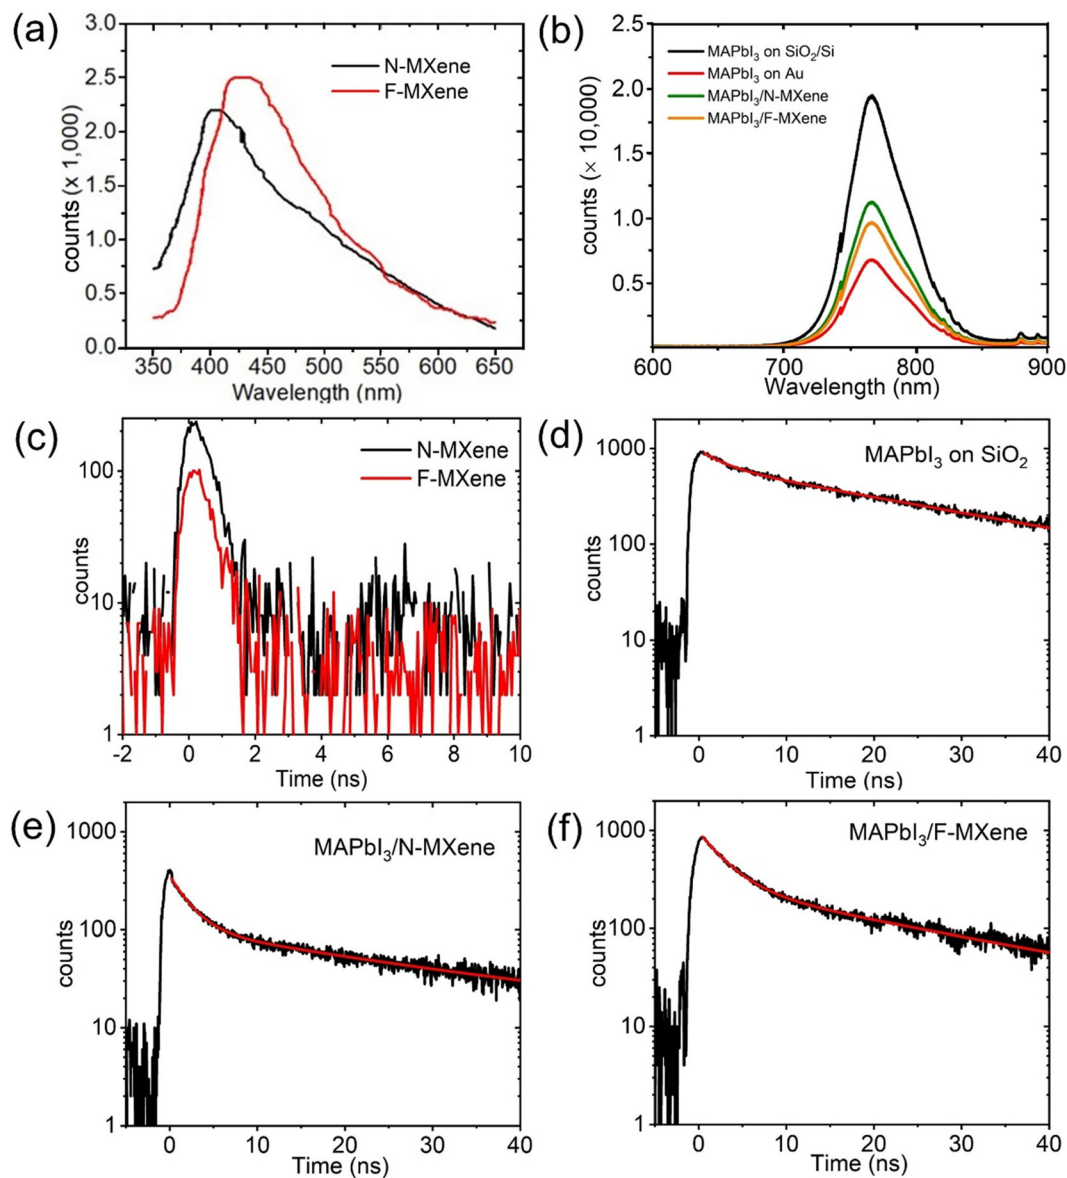 (a)
3.0
2.5
2.0
1.5
1.0
0.5
0.0
counts (x 1,000)
N-MXene
F-MXene
350 400 450 500 550 600 650
Wavelength (nm)
(b)
2.5
2.0
1.5
1.0
0.5
counts (× 10,000)
MAPbI₃ on SiO₂/Si
MAPbI₃ on Au
MAPbI₃/N-MXene
MAPbI₃/F-MXene
600 700 800 900
Wavelength (nm)
(c)
100
10
1
counts
N-MXene
F-MXene
-2 0 2 4 6 8 10
Time (ns)
(d)
1000
100
10
1
counts
MAPbI₃ on SiO₂
0 10 20 30 40
Time (ns)
(e)
1000
100
10
1
counts
MAPbI₃/N-MXene
0 10 20 30 40
Time (ns)
(f)
1000
100
10
1
counts
MAPbI₃/F-MXene
0 10 20 30 40
Time (ns)